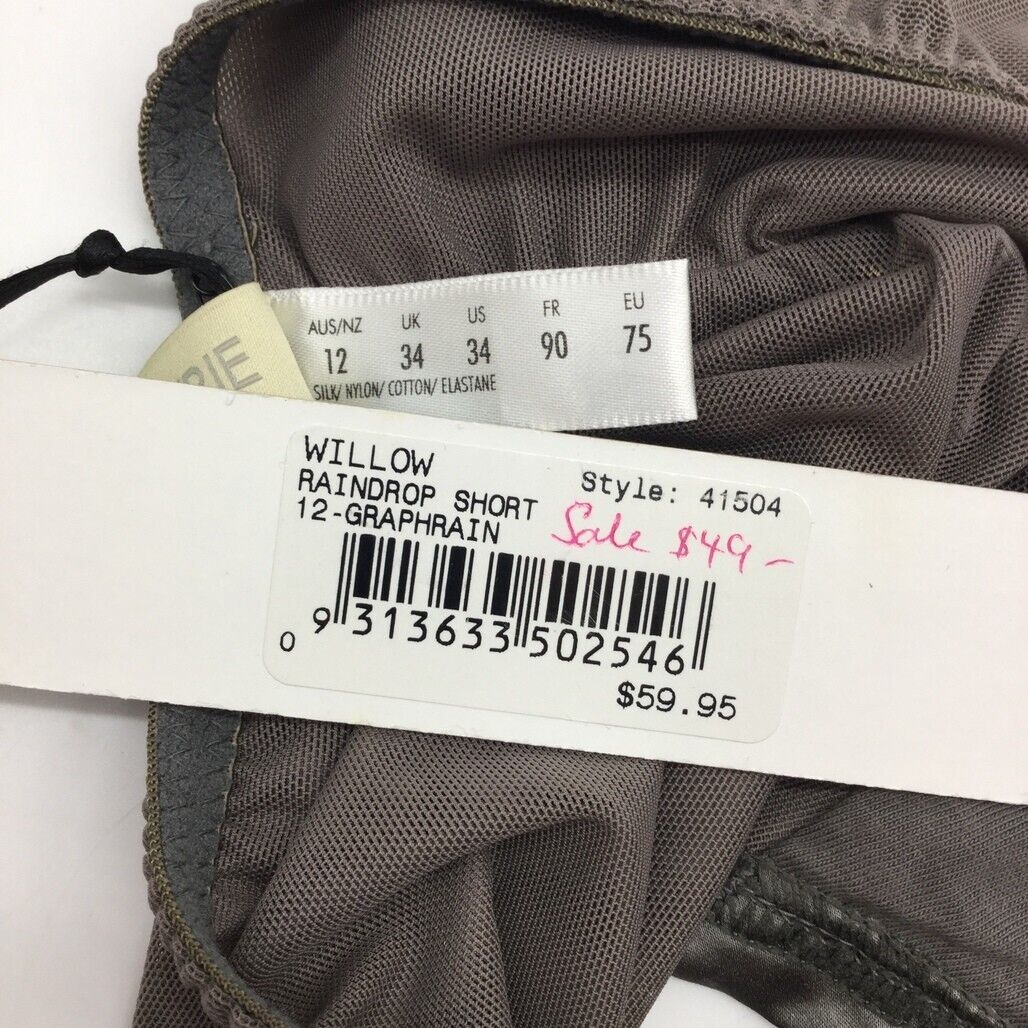 AUS/NZ UK US FR EU
12 34 34 90 75
SILK/ NYLON/ COTTON/ ELASTANE
WILLOW
RAINDROP SHORT Style: 41504
12-GRAPHRAIN Sale $49-
9 313633 502546
0
$59.95